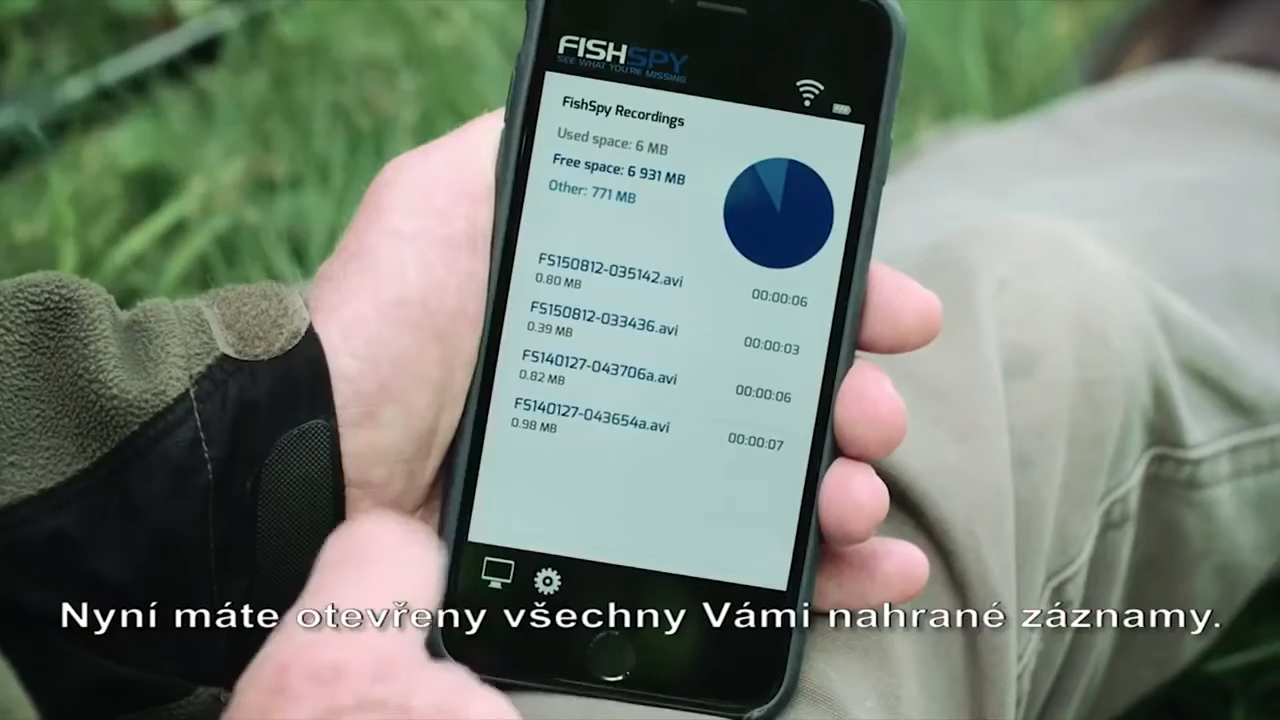 FISHSPY
SEE WHAT YOU'RE MISSING
FishSpy Recordings
Used space: 6 MB
Free space: 6 931 MB
Other: 771 MB
FS150812-035142.avi
0.80 MB
00:00:06
FS150812-033436.avi
0.39 MB
00:00:03
FS140127-043706a.avi
0.82 MB
00:00:06
FS140127-043654a.avi
0.98 MB
00:00:07
Nyní máte otevřeny všechny Vámi nahrané záznamy.